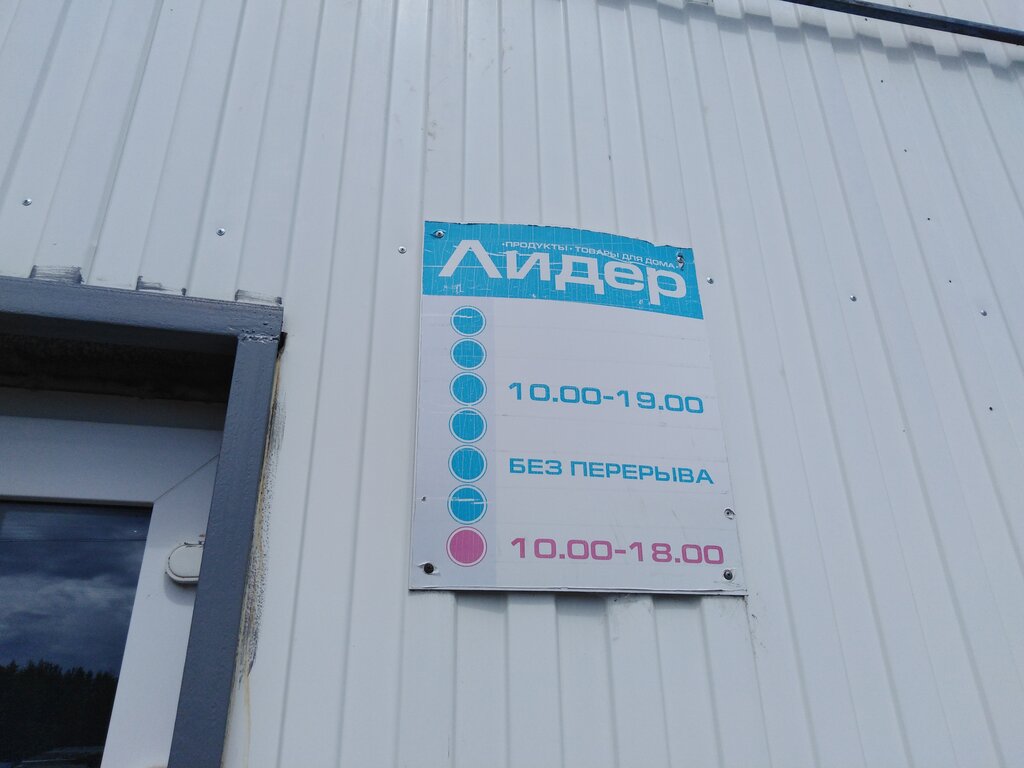 •ПРОДУКТЫ•ТОВАРЫ ДЛЯ ДОМА•
Лидер
10.00-19.00
БЕЗ ПЕРЕРЫВА
10.00-18.00